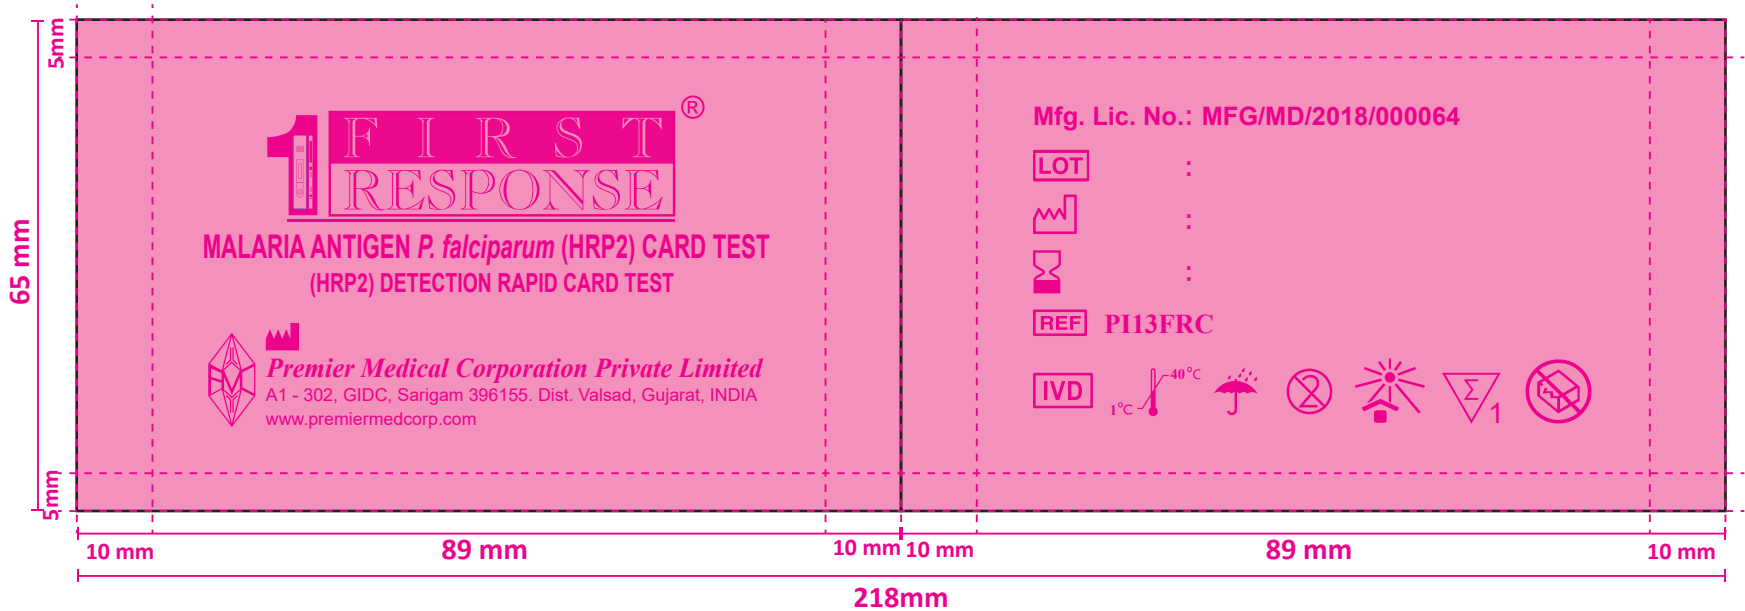 5mm
65 mm
5mm
1 FIRST ®
RESPONSE
MALARIA ANTIGEN P. falciparum (HRP2) CARD TEST
(HRP2) DETECTION RAPID CARD TEST
Premier Medical Corporation Private Limited
A1 - 302, GIDC, Sarigam 396155. Dist. Valsad, Gujarat, INDIA
www.premiermedcorp.com
Mfg. Lic. No.: MFG/MD/2018/000064
LOT :
:
:
REF PI13FRC
IVD 1°C 40°C 2 Σ 1
10 mm 89 mm 10 mm 10 mm 89 mm 10 mm
218mm